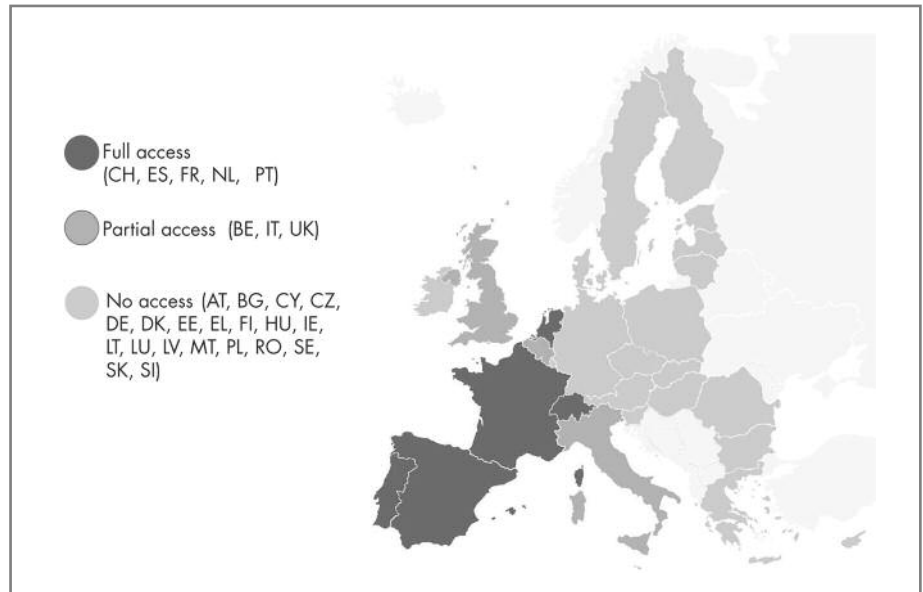 Full access
(CH, ES, FR, NL, PT)
Partial access (BE, IT, UK)
No access (AT, BG, CY, CZ,
DE, DK, EE, EL, FI, HU, IE,
LT, LU, LV, MT, PL, RO, SE,
SK, SI)